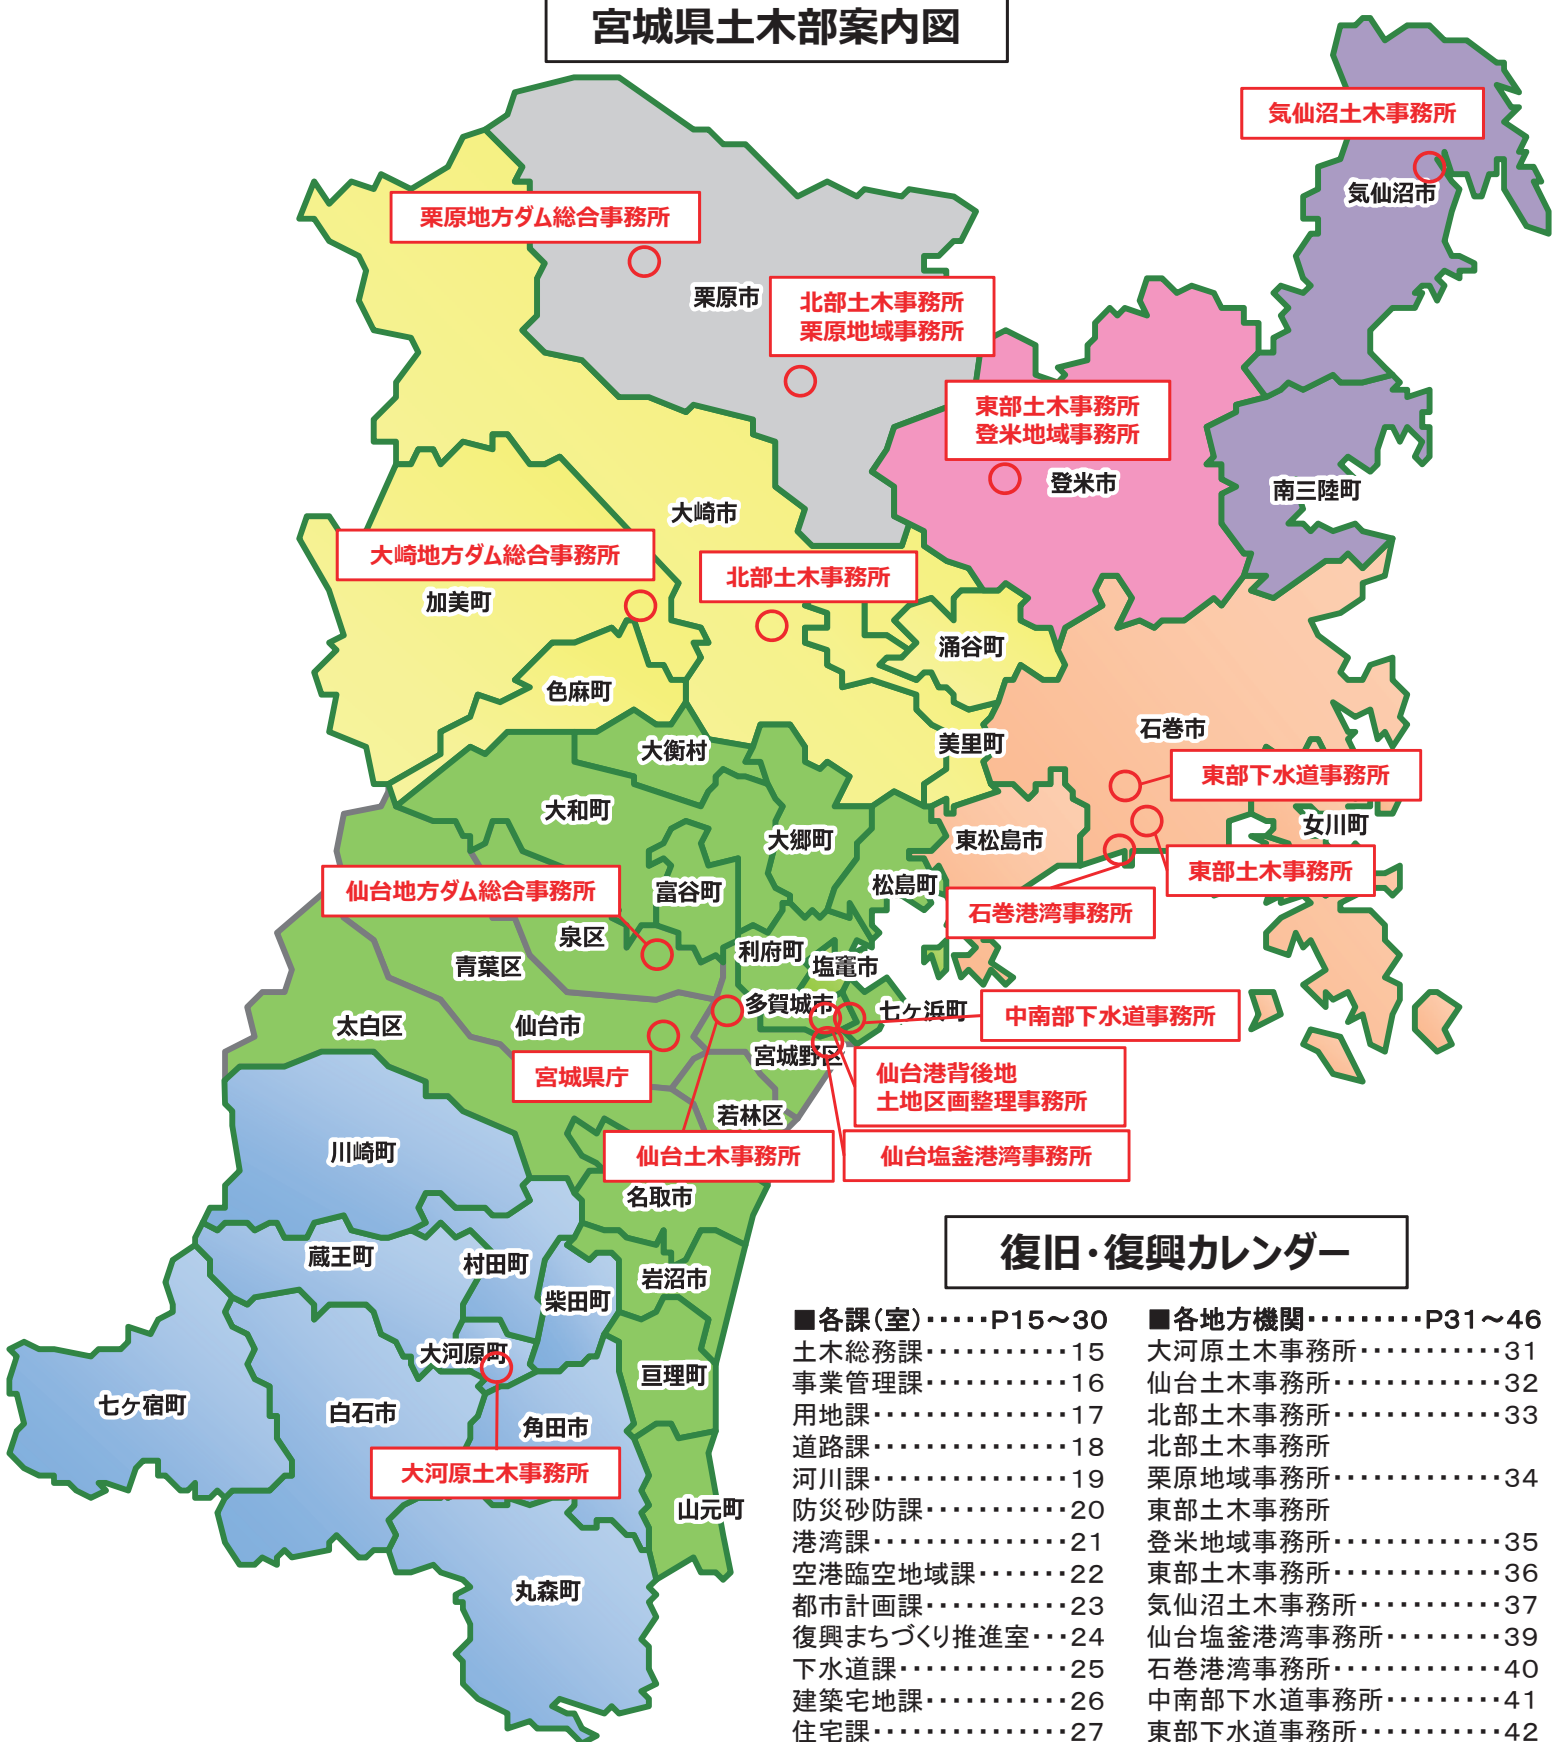 宮城県土木部案内図
気仙沼土木事務所
気仙沼市
栗原地方ダム総合事務所
栗原市
北部土木事務所
栗原地域事務所
東部土木事務所
登米地域事務所
登米市
南三陸町
大崎市
大崎地方ダム総合事務所
北部土木事務所
加美町
涌谷町
色麻町
石巻市
大衡村
美里町
東部下水道事務所
大和町
大郷町
東松島市
女川町
仙台地方ダム総合事務所
富谷町
松島町
東部土木事務所
石巻港湾事務所
泉区
利府町
塩竈市
青葉区
多賀城市
七ヶ浜町
中南部下水道事務所
太白区
仙台市
宮城野区
宮城県庁
仙台港背後地
土地区画整理事務所
若林区
川崎町
仙台土木事務所
仙台塩釜港湾事務所
名取市
蔵王町
村田町
岩沼市
柴田町
大河原町
亘理町
七ヶ宿町
白石市
角田市
大河原土木事務所
山元町
丸森町
復旧・復興カレンダー
■各課(室)・・・・・P15～30
土木総務課・・・・・・・・・・・15
事業管理課・・・・・・・・・・・16
用地課・・・・・・・・・・・・・17
道路課・・・・・・・・・・・・・18
河川課・・・・・・・・・・・・・19
防災砂防課・・・・・・・・・・・20
港湾課・・・・・・・・・・・・・21
空港臨空地域課・・・・・・・22
都市計画課・・・・・・・・・・・23
復興まちづくり推進室・・・24
下水道課・・・・・・・・・・・・25
建築宅地課・・・・・・・・・・・26
住宅課・・・・・・・・・・・・・27
■各地方機関・・・・・・・・・P31～46
大河原土木事務所・・・・・・・・・・・31
仙台土木事務所・・・・・・・・・・・・32
北部土木事務所・・・・・・・・・・・・33
北部土木事務所
栗原地域事務所・・・・・・・・・・・・34
東部土木事務所
登米地域事務所・・・・・・・・・・・・35
東部土木事務所・・・・・・・・・・・・36
気仙沼土木事務所・・・・・・・・・・・37
仙台塩釜港湾事務所・・・・・・・・・39
石巻港湾事務所・・・・・・・・・・・・40
中南部下水道事務所・・・・・・・・・41
東部下水道事務所・・・・・・・・・・・42